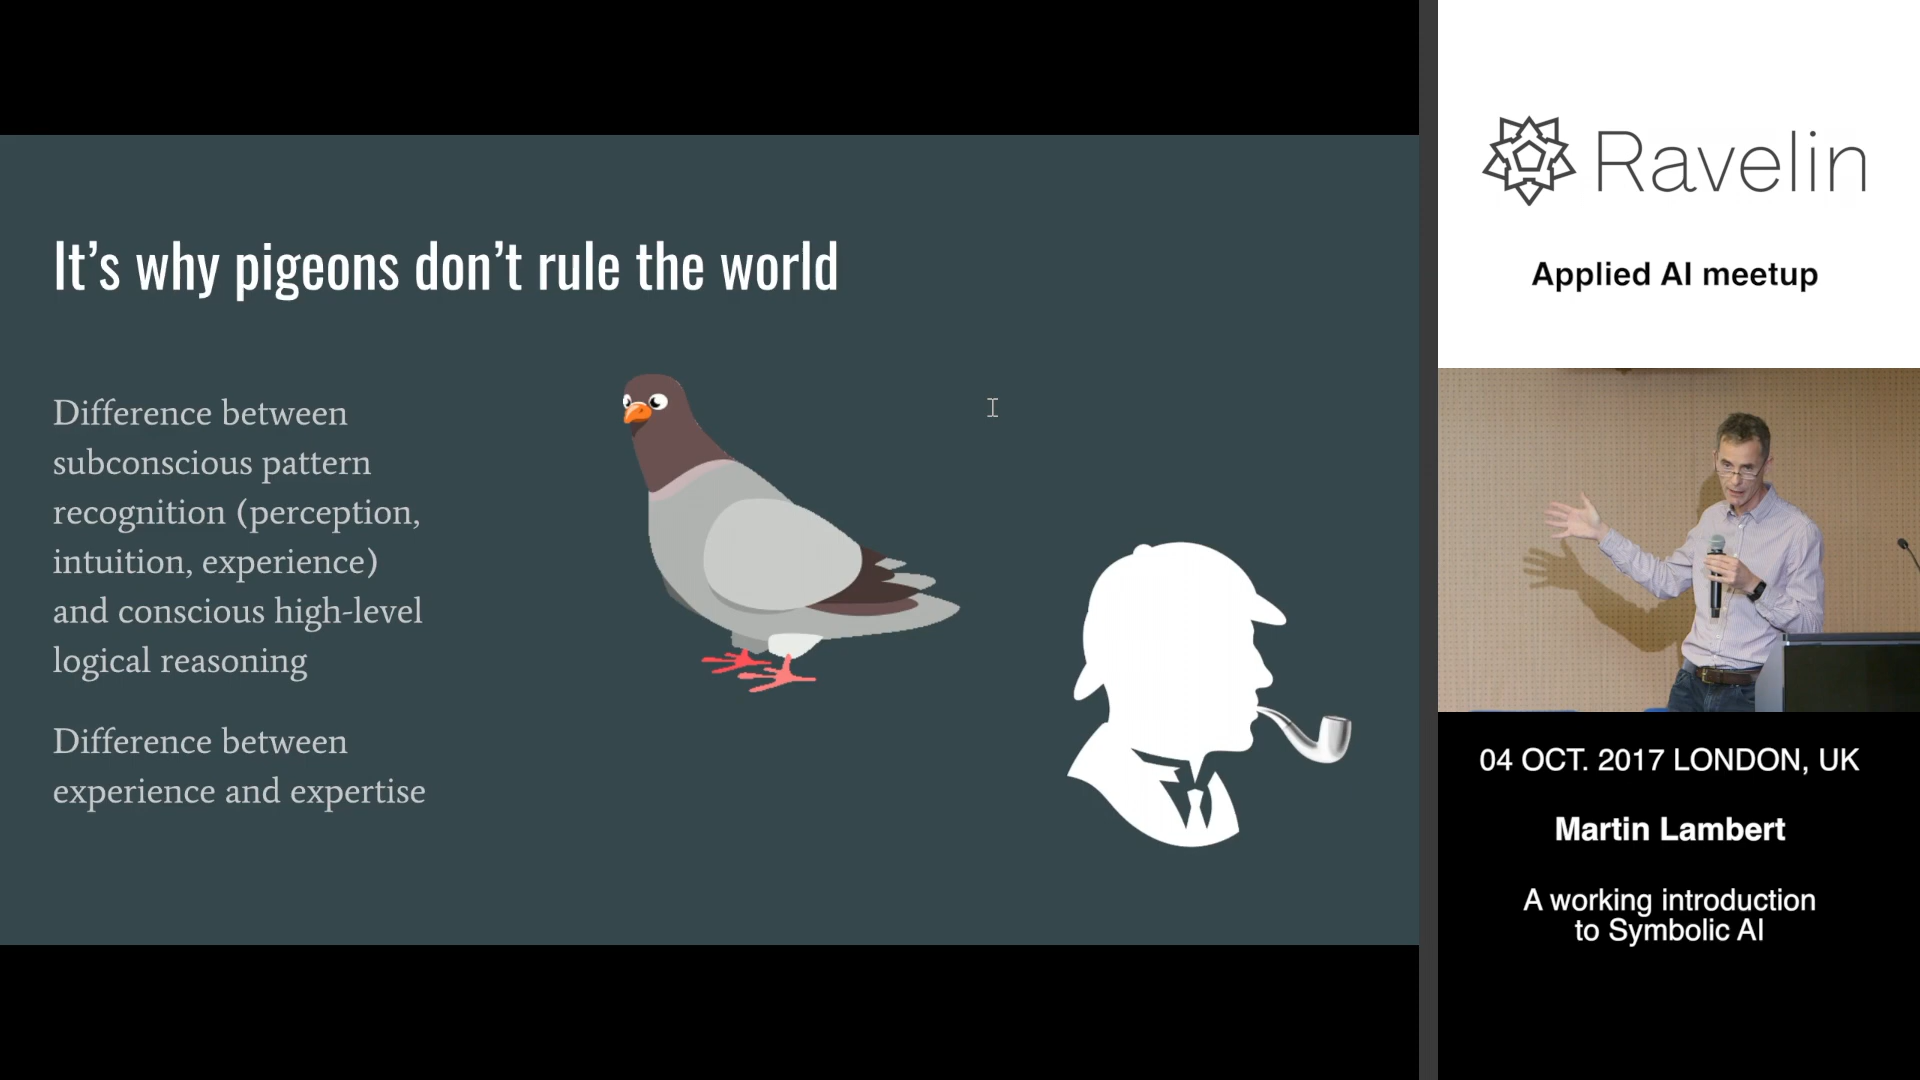 It’s why pigeons don’t rule the world
Difference between
subconscious pattern
recognition (perception,
intuition, experience)
and conscious high-level
logical reasoning
Difference between
experience and expertise
Ravelin
Applied AI meetup
04 OCT. 2017 LONDON, UK
Martin Lambert
A working introduction
to Symbolic AI